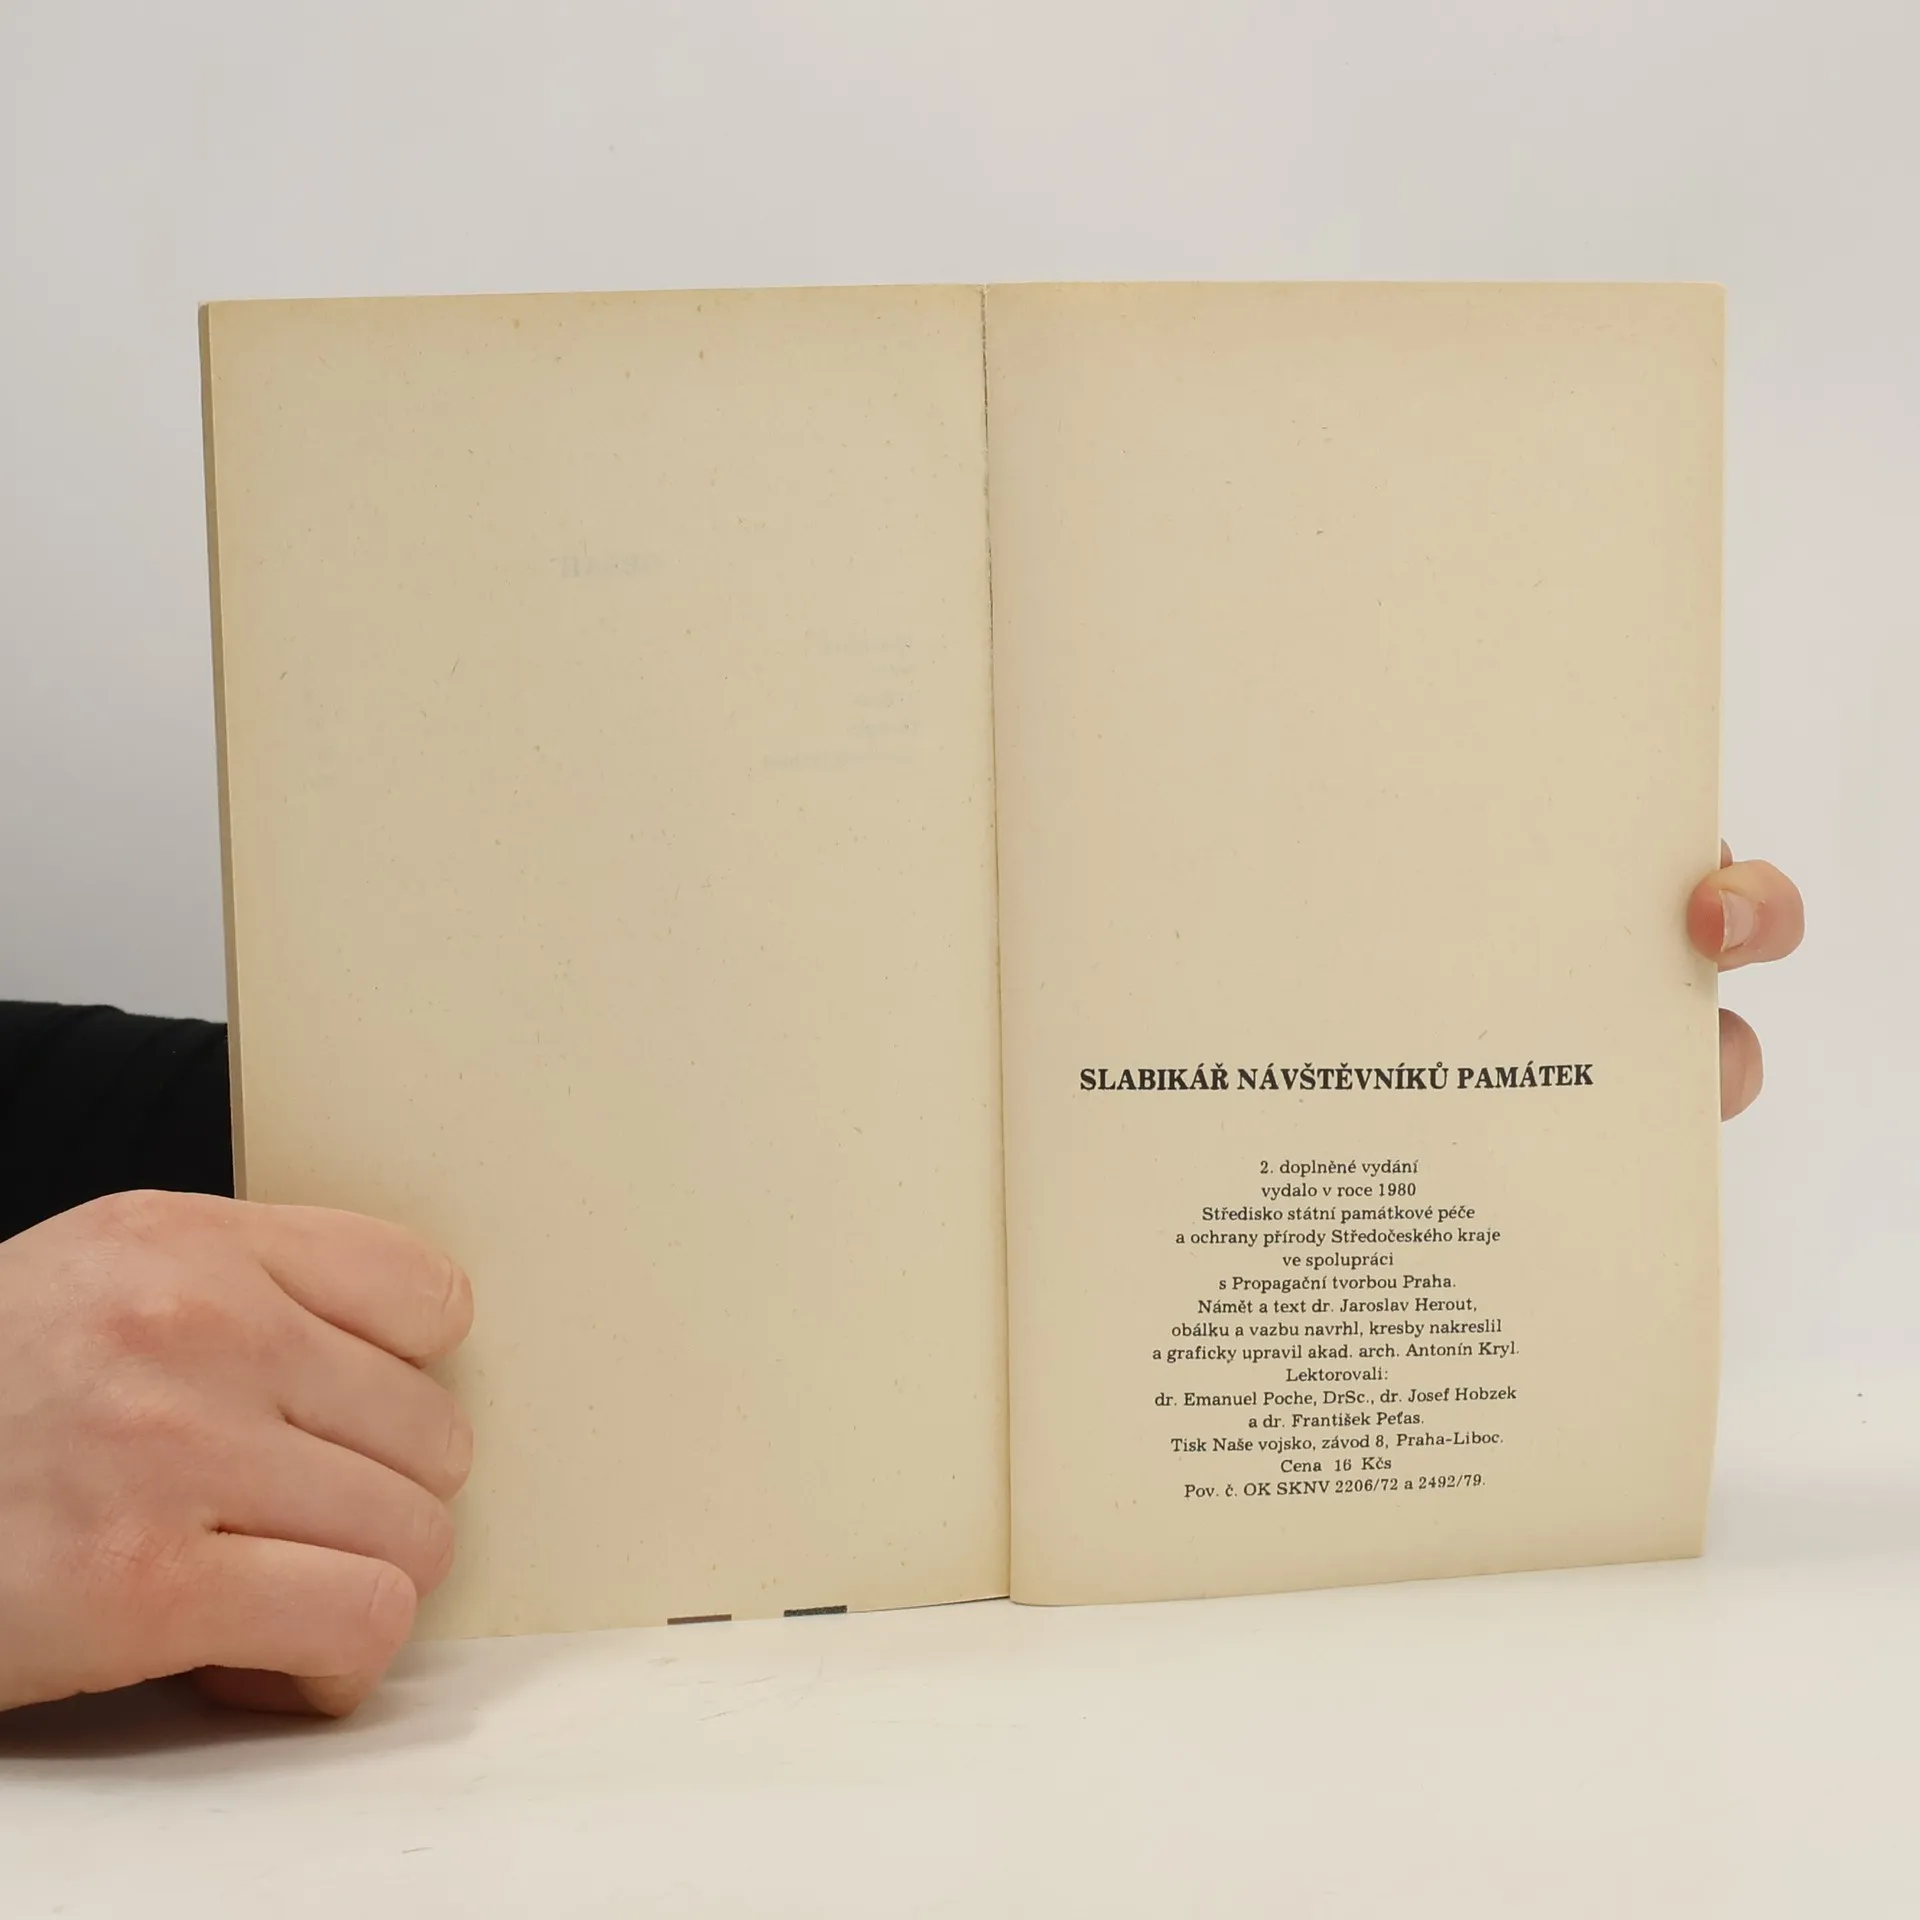 SLABIKÁŘ NÁVŠTĚVNÍKŮ PAMÁTEK
2. doplněné vydání
vydalo v roce 1980
Středisko státní památkové péče
a ochrany přírody Středočeského kraje
ve spolupráci
s Propagační tvorbou Praha.
Námět a text dr. Jaroslav Herout,
obálku a vazbu navrhl, kresby nakreslil
a graficky upravil akad. arch. Antonín Kryl.
Lektorovali:
dr. Emanuel Poche, DrSc., dr. Josef Hobzek
a dr. František Peťas.
Tisk Naše vojsko, závod 8, Praha-Liboc.
Cena 16 Kčs
Pov. č. OK SKNV 2206/72 a 2492/79.